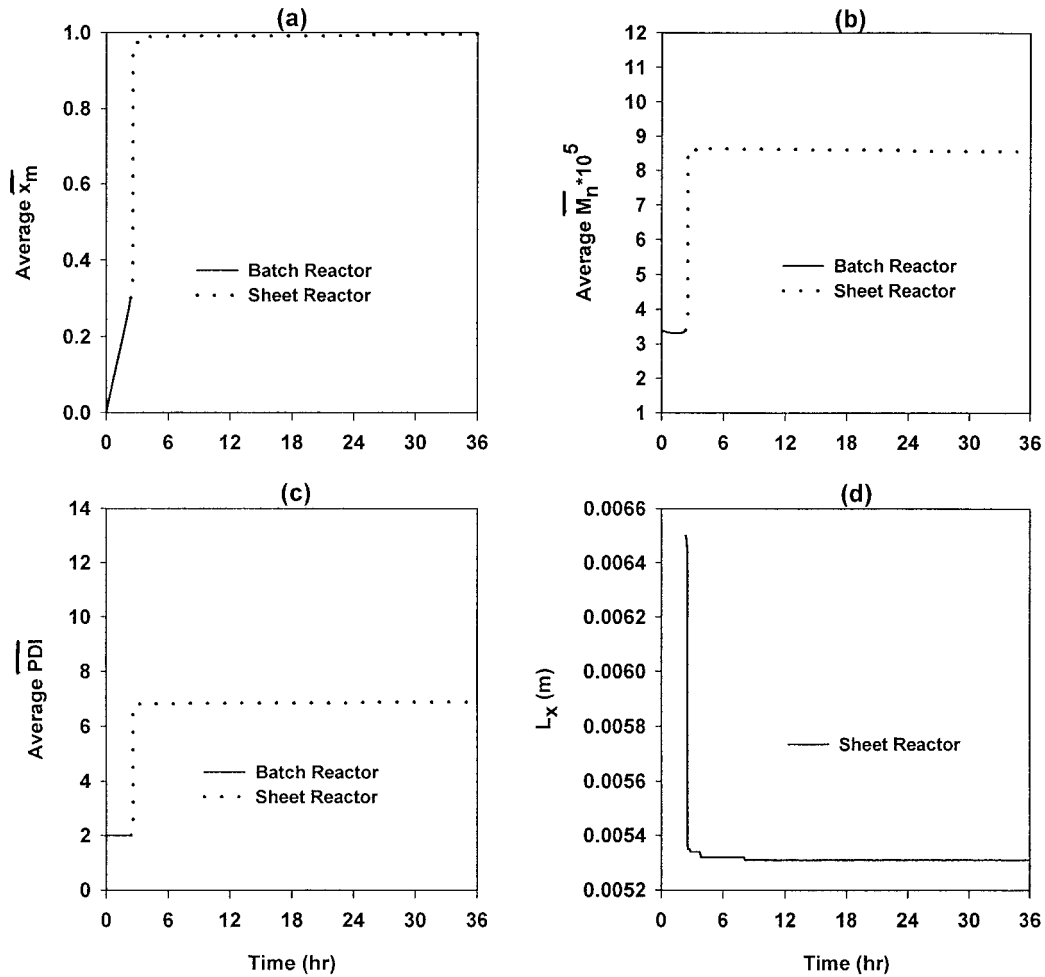 (a)
1.0
0.8
0.6
0.4
0.2
0.0
Average x̅m
Batch Reactor
Sheet Reactor
0 6 12 18 24 30 36
(b)
12
11
10
9
8
7
6
5
4
3
2
1
Average M̅n*10^5
Batch Reactor
Sheet Reactor
0 6 12 18 24 30 36
(c)
14
12
10
8
6
4
2
0
Average P̅D̅I̅
Batch Reactor
Sheet Reactor
0 6 12 18 24 30 36
Time (hr)
(d)
0.0066
0.0064
0.0062
0.0060
0.0058
0.0056
0.0054
0.0052
Lx (m)
Sheet Reactor
0 6 12 18 24 30 36
Time (hr)